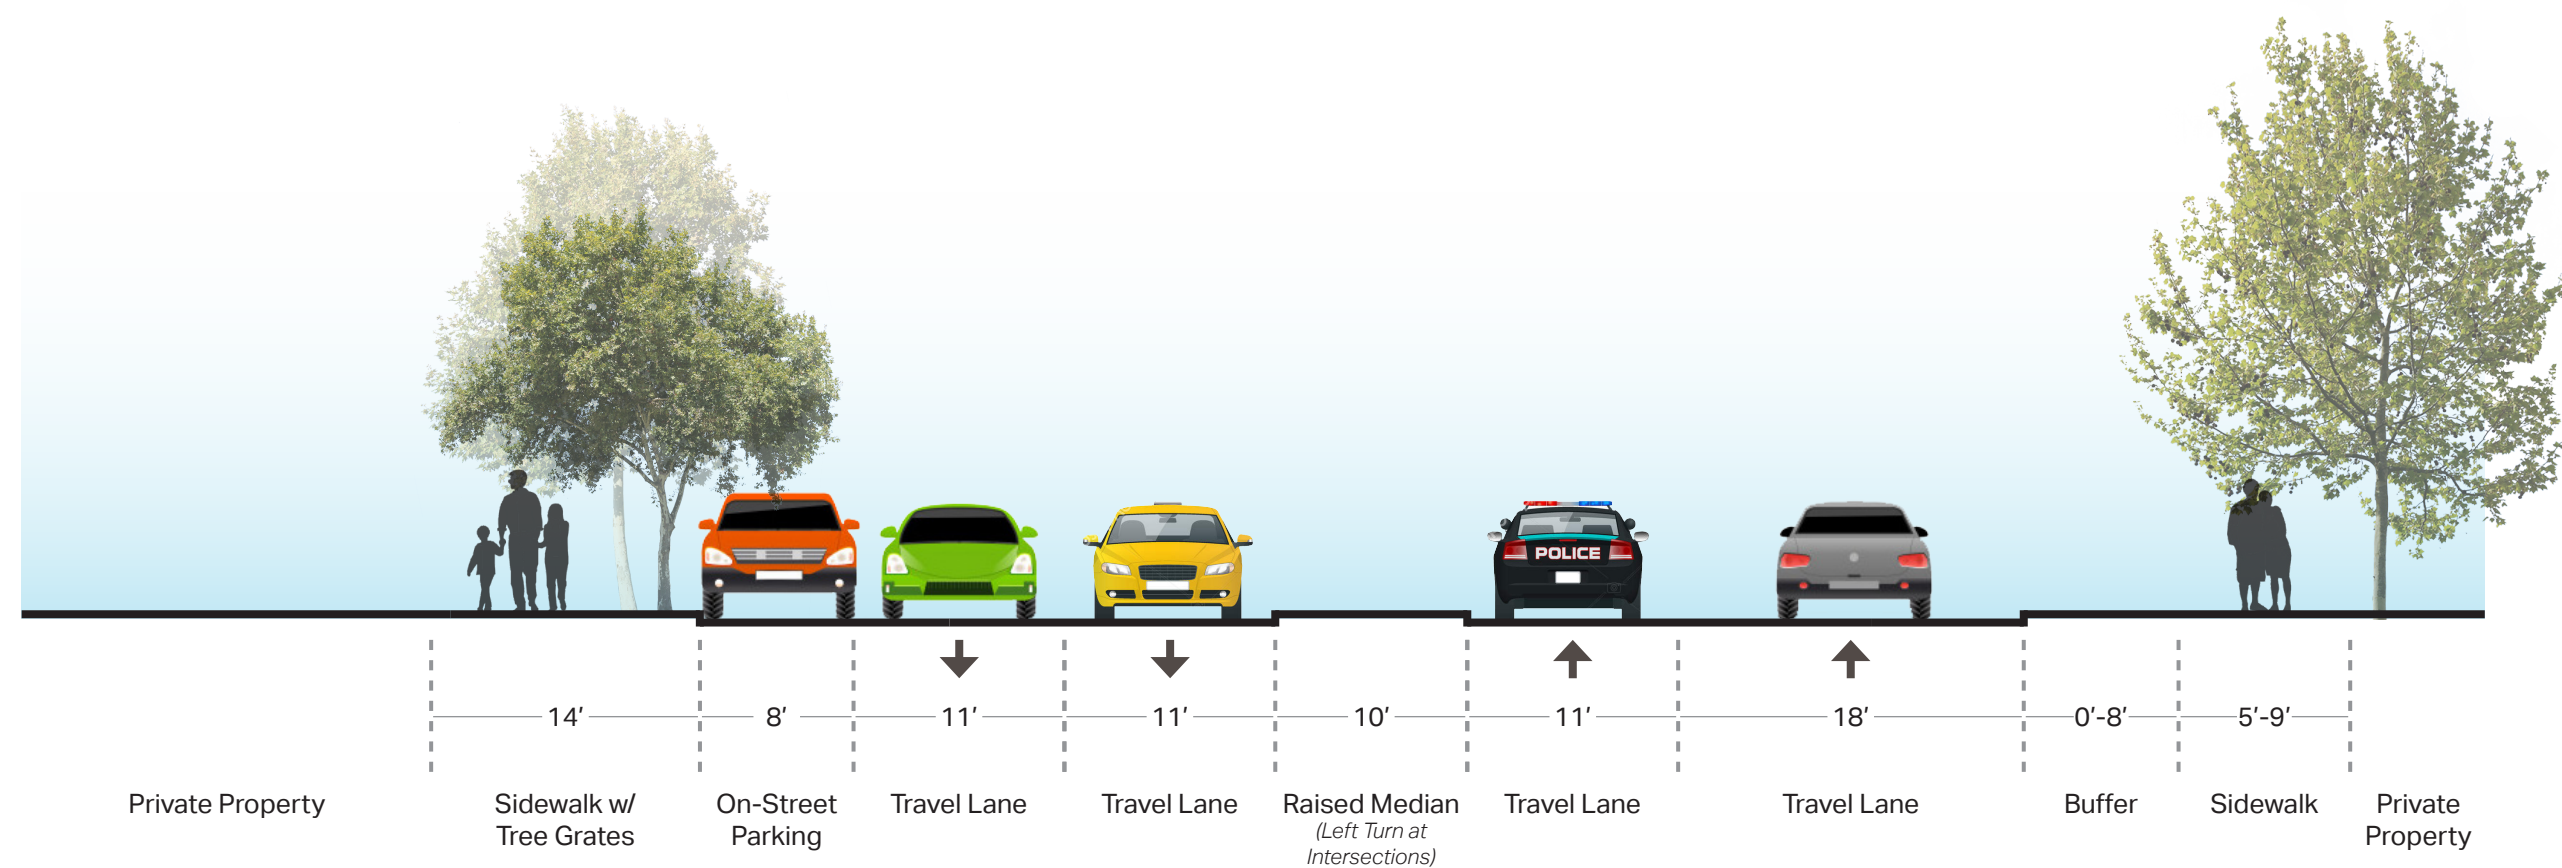 POLICE
14’
8’
11’
11’
10’
11’
18’
0’-8’
5’-9’
Private Property
Sidewalk w/
Tree Grates
On-Street
Parking
Travel Lane
Travel Lane
Raised Median
(Left Turn at
Intersections)
Travel Lane
Travel Lane
Buffer
Sidewalk
Private
Property